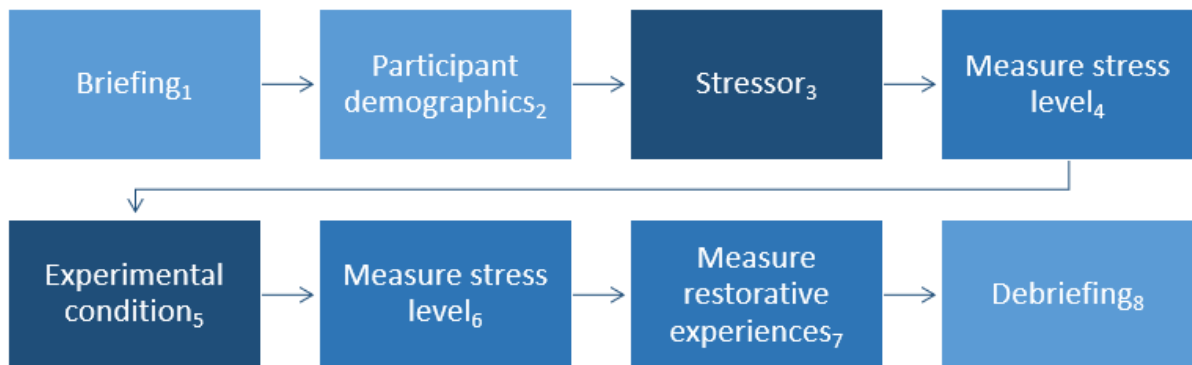 Briefing₁
Participant
demographics₂
Stressor₃
Measure stress
level₄
Experimental
condition₅
Measure stress
level₆
Measure
restorative
experiences₇
Debriefing₈